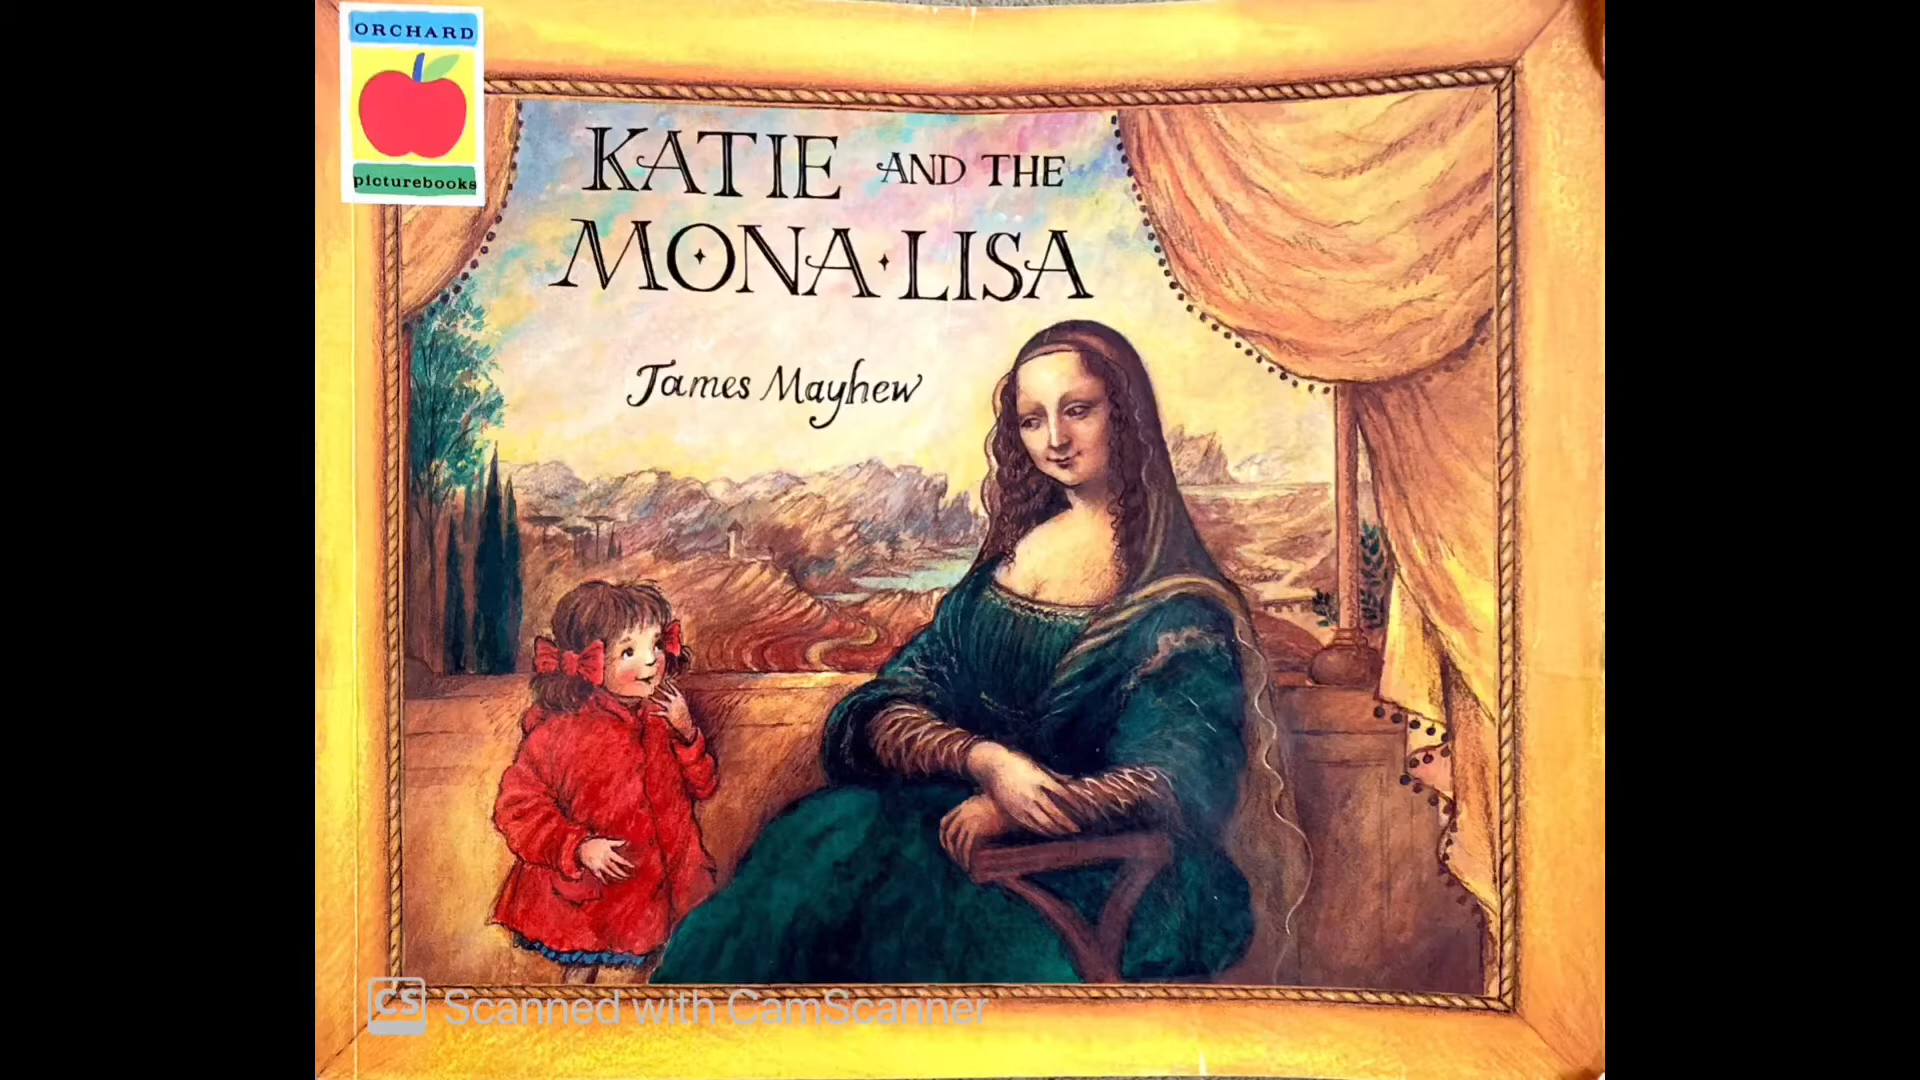 ORCHARD
picturebooks
KATIE AND THE
MONA·LISA
James Mayhew
CS Scanned with CamScanner